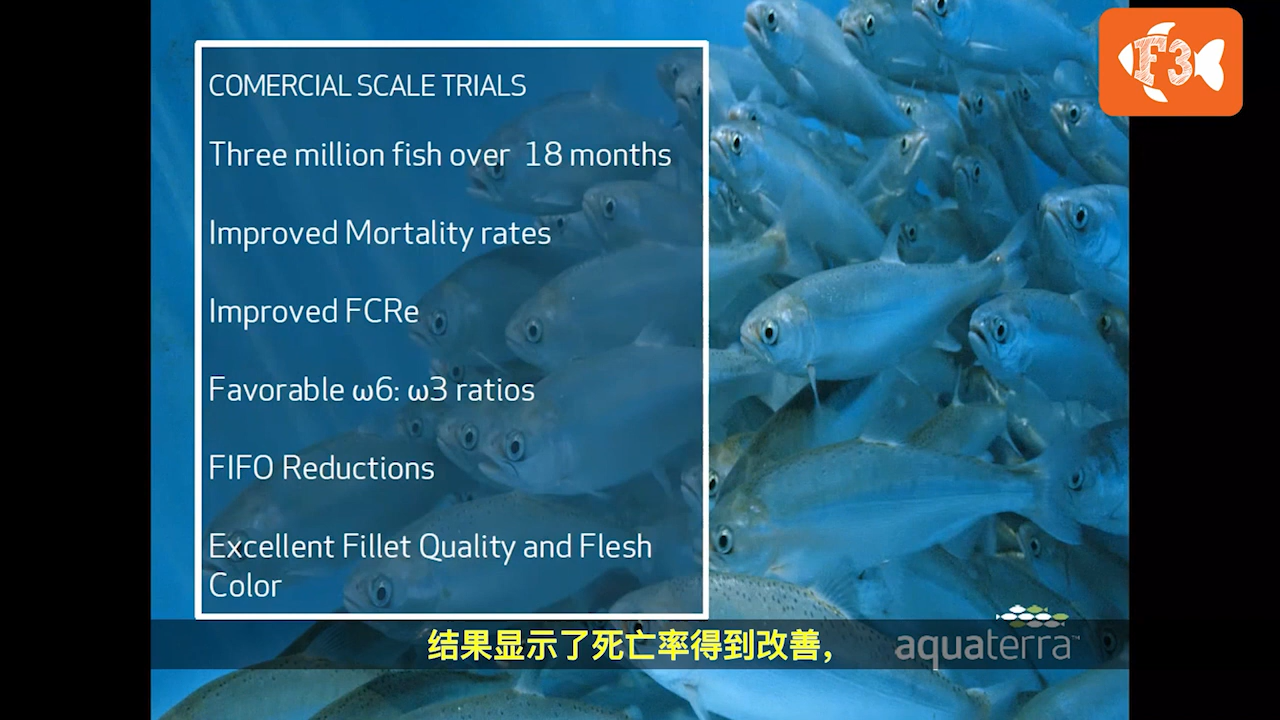 F3
COMERCIAL SCALE TRIALS
Three million fish over 18 months
Improved Mortality rates
Improved FCRe
Favorable ω6: ω3 ratios
FIFO Reductions
Excellent Fillet Quality and Flesh
Color
结果显示了死亡率得到改善,
aquaterra™